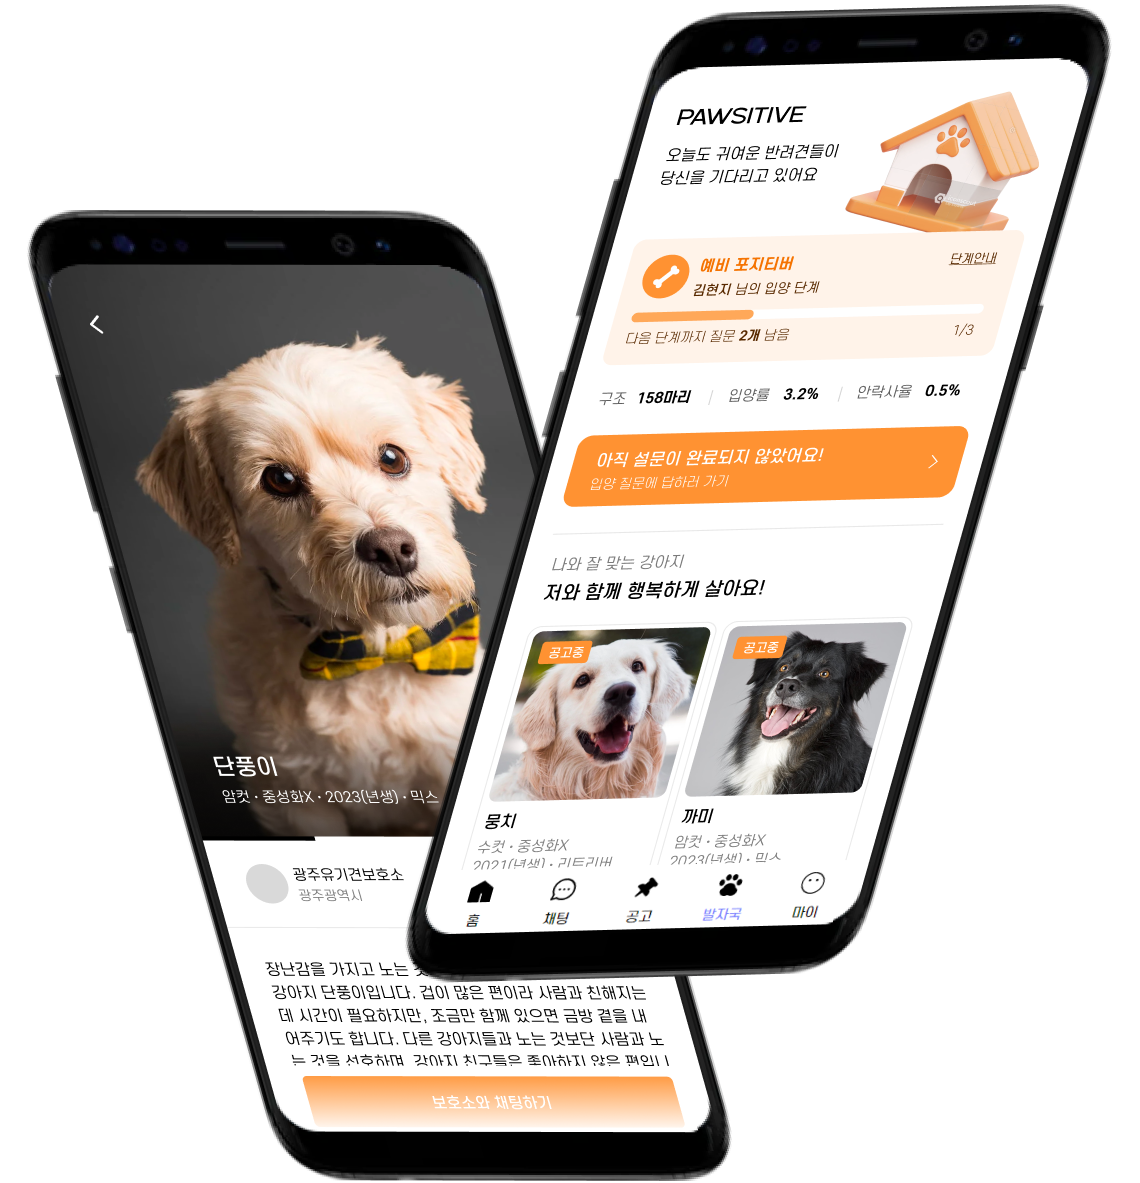 PAWSITIVE
오늘도 귀여운 반려견들이
당신을 기다리고 있어요
예비 포지티버
단계안내
김현지 님의 입양 단계
다음 단계까지 질문 2개 남음
1/3
구조 158마리 | 입양률 3.2% | 안락사율 0.5%
아직 설문이 완료되지 않았어요!
입양 질문에 답하러 가기
나와 잘 맞는 강아지
저와 함께 행복하게 살아요!
공고중
공고중
뭉치
까미
수컷 · 중성화X
암컷 · 중성화X
2021(년생) · 리트리버
2023(년생) · 믹스
홈
채팅
공고
발자국
마이
단풍이
암컷 · 중성화X · 2023(년생) · 믹스
광주유기견보호소
광주광역시
장난감을 가지고 노는
강아지 단풍이입니다. 겁이 많은 편이라 사람과 친해지는
데 시간이 필요하지만, 조금만 함께 있으면 금방 곁을 내
어주기도 합니다. 다른 강아지들과 노는 것보단 사람과 노
는 것을 선호하며, 강아지 친구들은 좋아하지 않은 편입니
보호소와 채팅하기